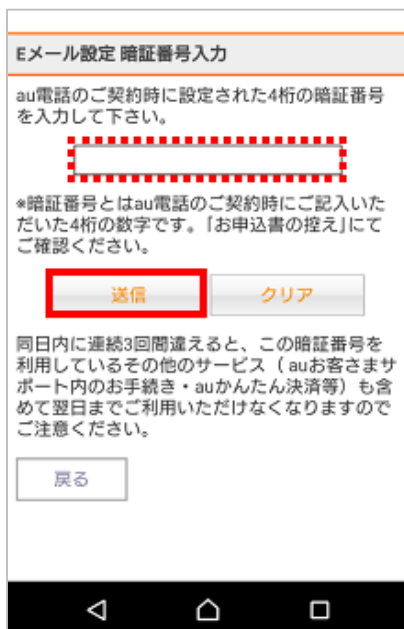 Eメール設定 暗証番号入力
au電話のご契約時に設定された4桁の暗証番号
を入力して下さい。
*暗証番号とはau電話のご契約時にご記入いた
だいた4桁の数字です。「お申込書の控え」にて
ご確認ください。
送信 クリア
同日内に連続3回間違えると、この暗証番号を
利用しているその他のサービス（ auお客さまサ
ポート内のお手続き・auかんたん決済等）も含
めて翌日までご利用いただけなくなりますので
ご注意ください。
戻る